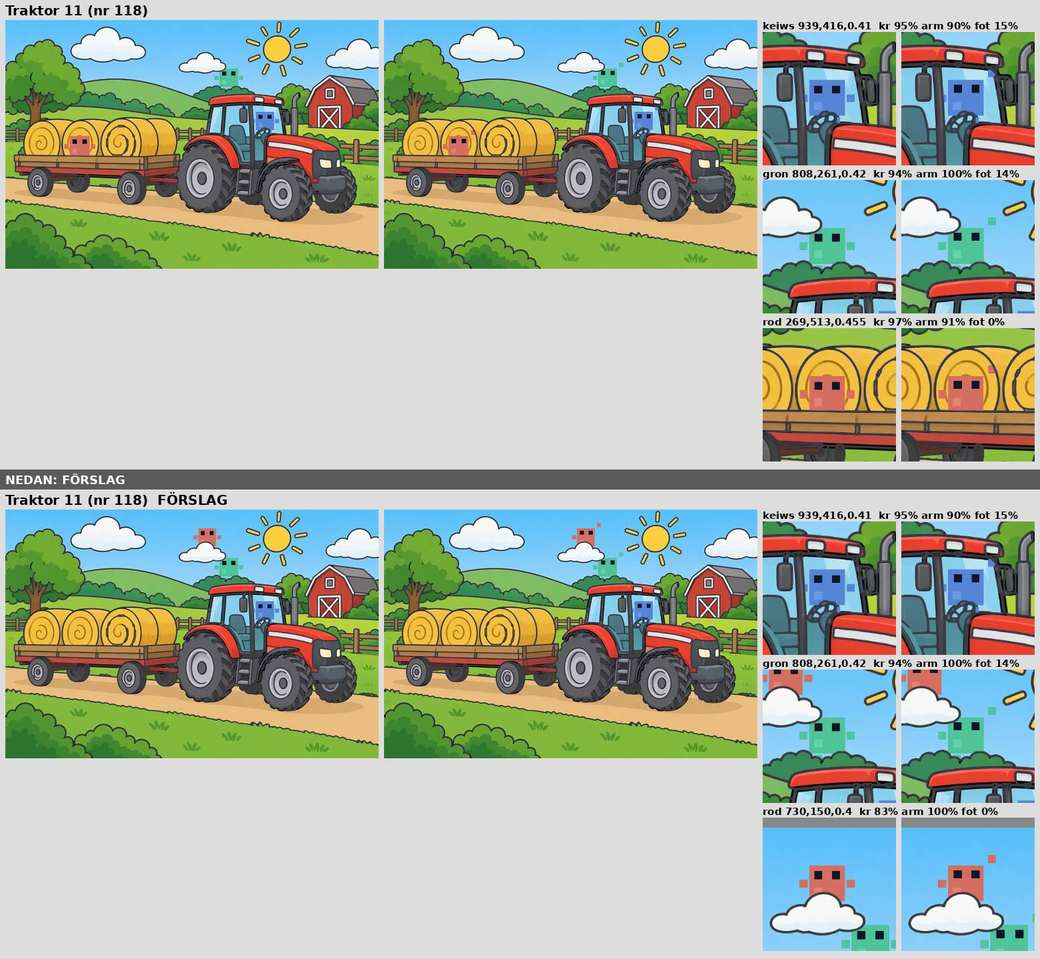 Traktor 11 (nr 118)
keiws 939,416,0.41 kr 95% arm 90% fot 15%
gron 808,261,0.42 kr 94% arm 100% fot 14%
rod 269,513,0.455 kr 97% arm 91% fot 0%
NEDAN: FÖRSLAG
Traktor 11 (nr 118) FÖRSLAG
keiws 939,416,0.41 kr 95% arm 90% fot 15%
gron 808,261,0.42 kr 94% arm 100% fot 14%
rod 730,150,0.4 kr 83% arm 100% fot 0%